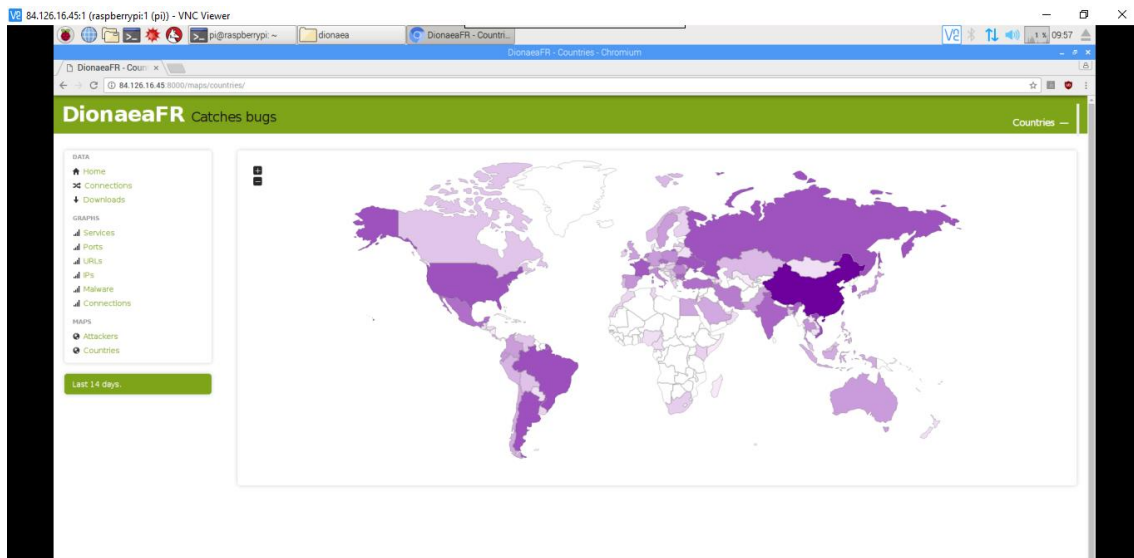 84.126.16.45:1 (raspberrypi:1 (pi)) - VNC Viewer
pi@raspberrypi: ~
dionaea
DionaeaFR - Countri...
1 %
09:57
DionaeaFR - Countries - Chromium
DionaeaFR - Coun
84.126.16.45:8000/maps/countries/
DionaeaFR Catches bugs
Countries —
DATA
Home
Connections
Downloads
GRAPHS
Services
Ports
URLs
IPs
Malware
Connections
MAPS
Attackers
Countries
Last 14 days.